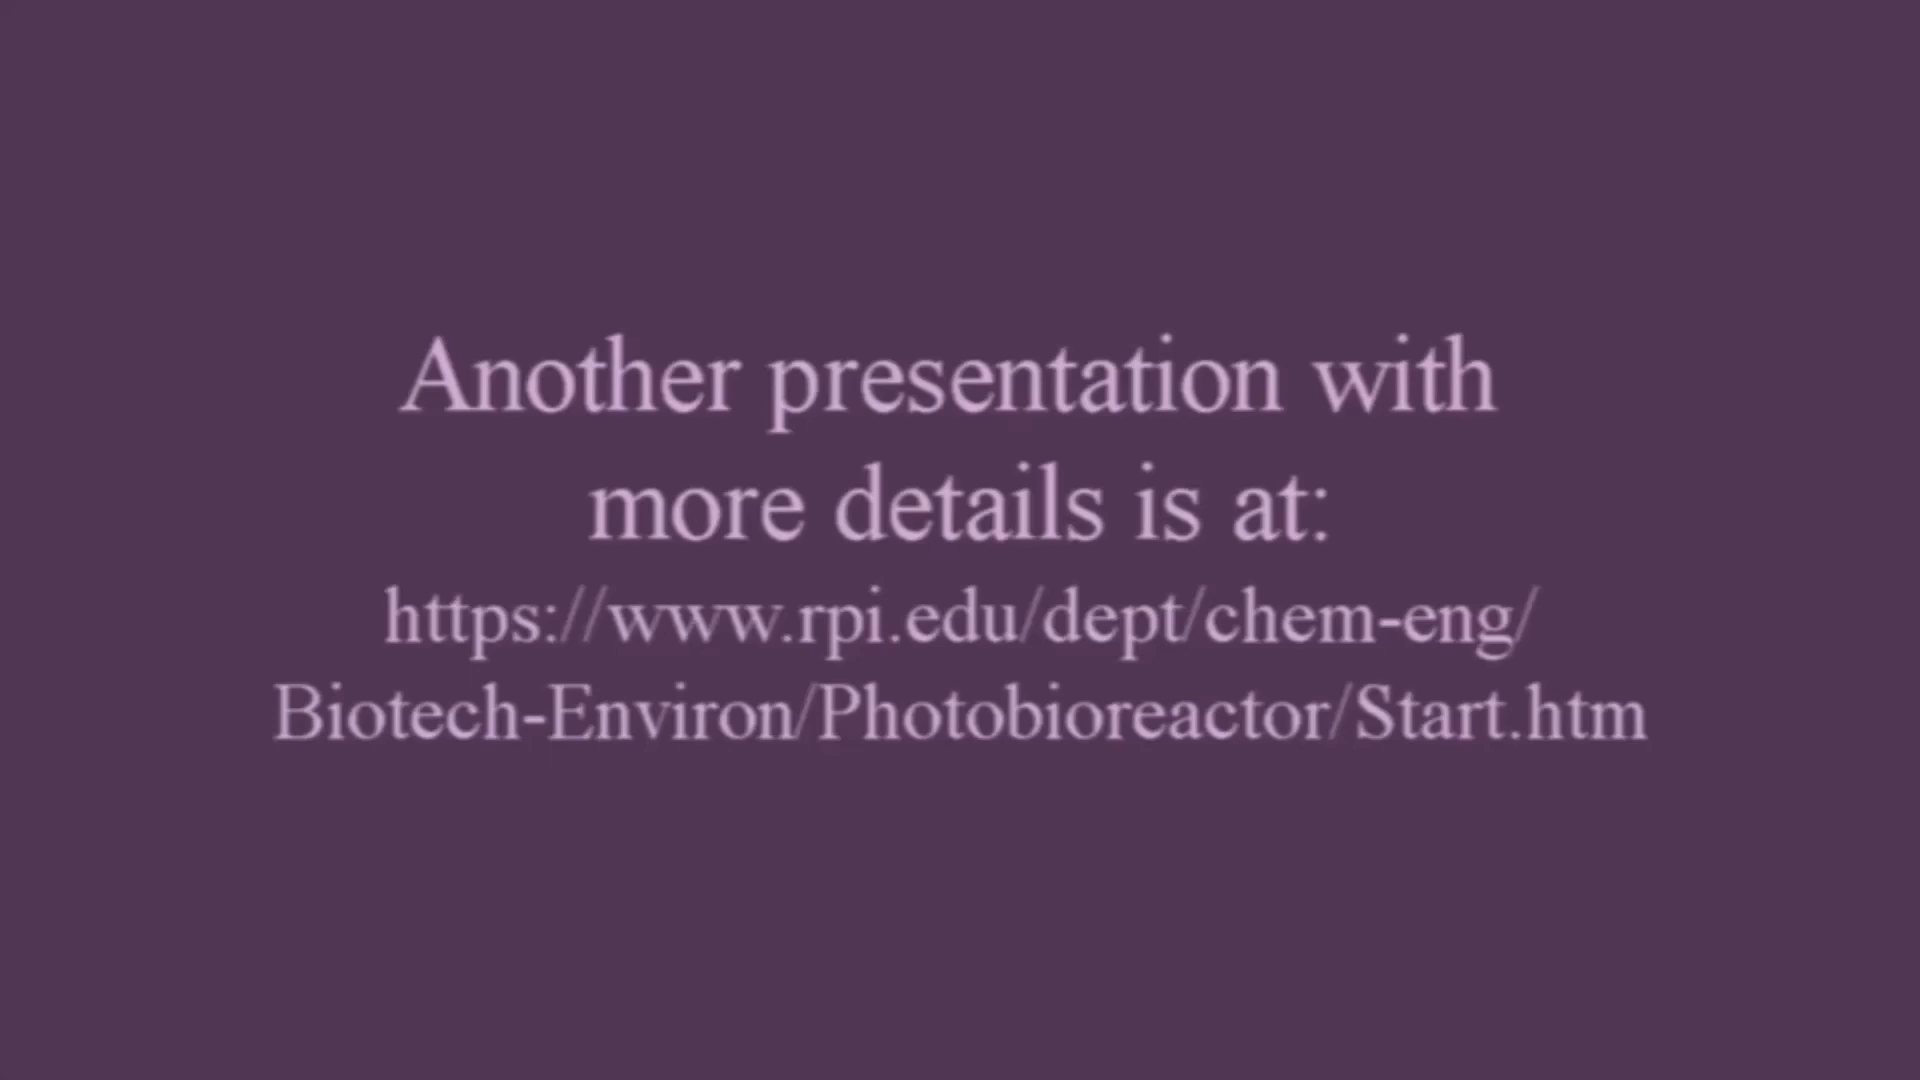 Another presentation with
more details is at:
https://www.rpi.edu/dept/chem-eng/
Biotech-Environ/Photobioreactor/Start.htm